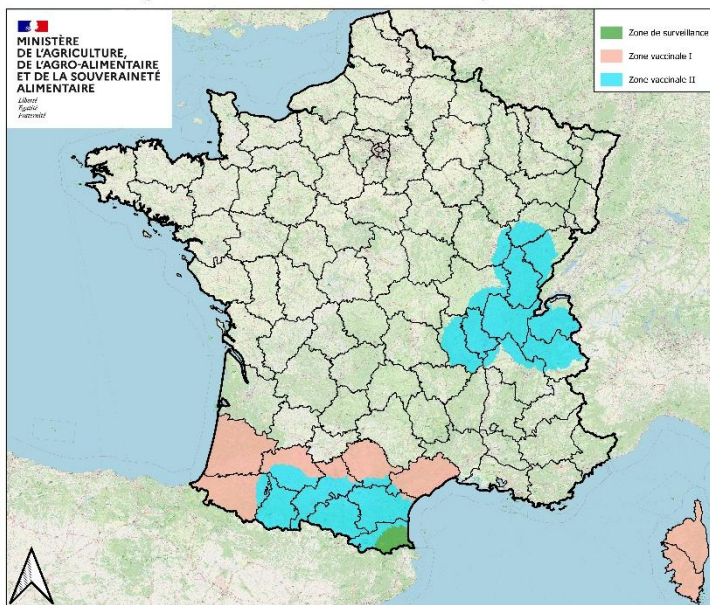 MINISTÈRE
DE L'AGRICULTURE,
DE L'AGRO-ALIMENTAIRE
ET DE LA SOUVERAINETÉ
ALIMENTAIRE
Liberté
Égalité
Fraternité
Zone de surveillance
Zone vaccinale I
Zone vaccinale II